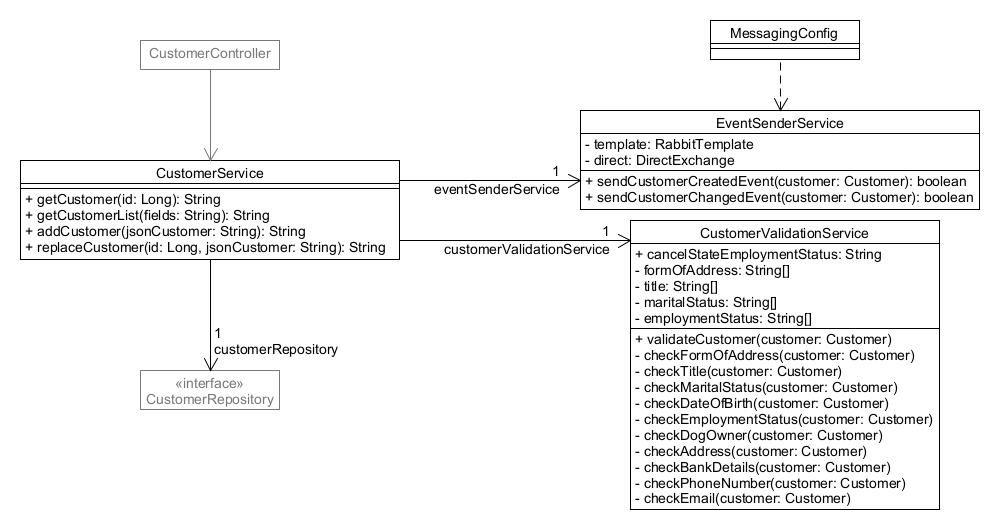 CustomerController
MessagingConfig
EventSenderService
- template: RabbitTemplate
- direct: DirectExchange
+ sendCustomerCreatedEvent(customer: Customer): boolean
+ sendCustomerChangedEvent(customer: Customer): boolean
CustomerService
+ getCustomer(id: Long): String
+ getCustomerList(fields: String): String
+ addCustomer(jsonCustomer: String): String
+ replaceCustomer(id: Long, jsonCustomer: String): String
1
eventSenderService
1
customerValidationService
CustomerValidationService
+ cancelStateEmploymentStatus: String
- formOfAddress: String[]
- title: String[]
- maritalStatus: String[]
- employmentStatus: String[]
+ validateCustomer(customer: Customer)
- checkFormOfAddress(customer: Customer)
- checkTitle(customer: Customer)
- checkMaritalStatus(customer: Customer)
- checkDateOfBirth(customer: Customer)
- checkEmploymentStatus(customer: Customer)
- checkDogOwner(customer: Customer)
- checkAddress(customer: Customer)
- checkBankDetails(customer: Customer)
- checkPhoneNumber(customer: Customer)
- checkEmail(customer: Customer)
1
customerRepository
«interface»
CustomerRepository